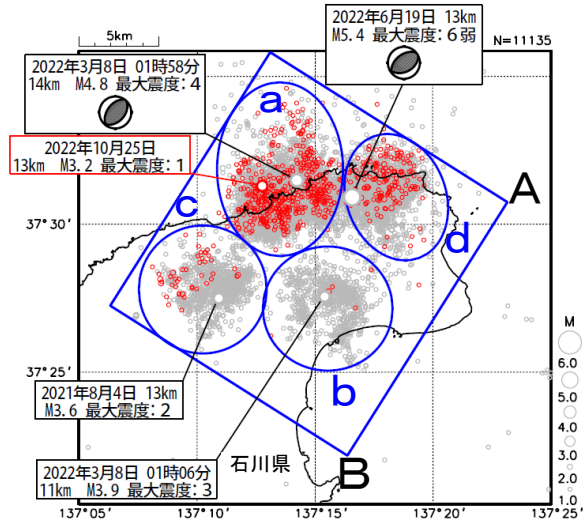 5km
2022年6月19日 13km
M5.4 最大震度:6弱
N=11135
2022年3月8日 01時58分
14km M4.8 最大震度:4
2022年10月25日
13km M3.2 最大震度:1
a
A
c
d
37°30′
37°25′
b
B
2021年8月4日 13km
M3.6 最大震度:2
2022年3月8日 01時06分
11km M3.9 最大震度:3
石川県
M
6.0
5.0
4.0
3.0
2.0
1.0
137°05′
137°10′
137°15′
137°20′
137°25′